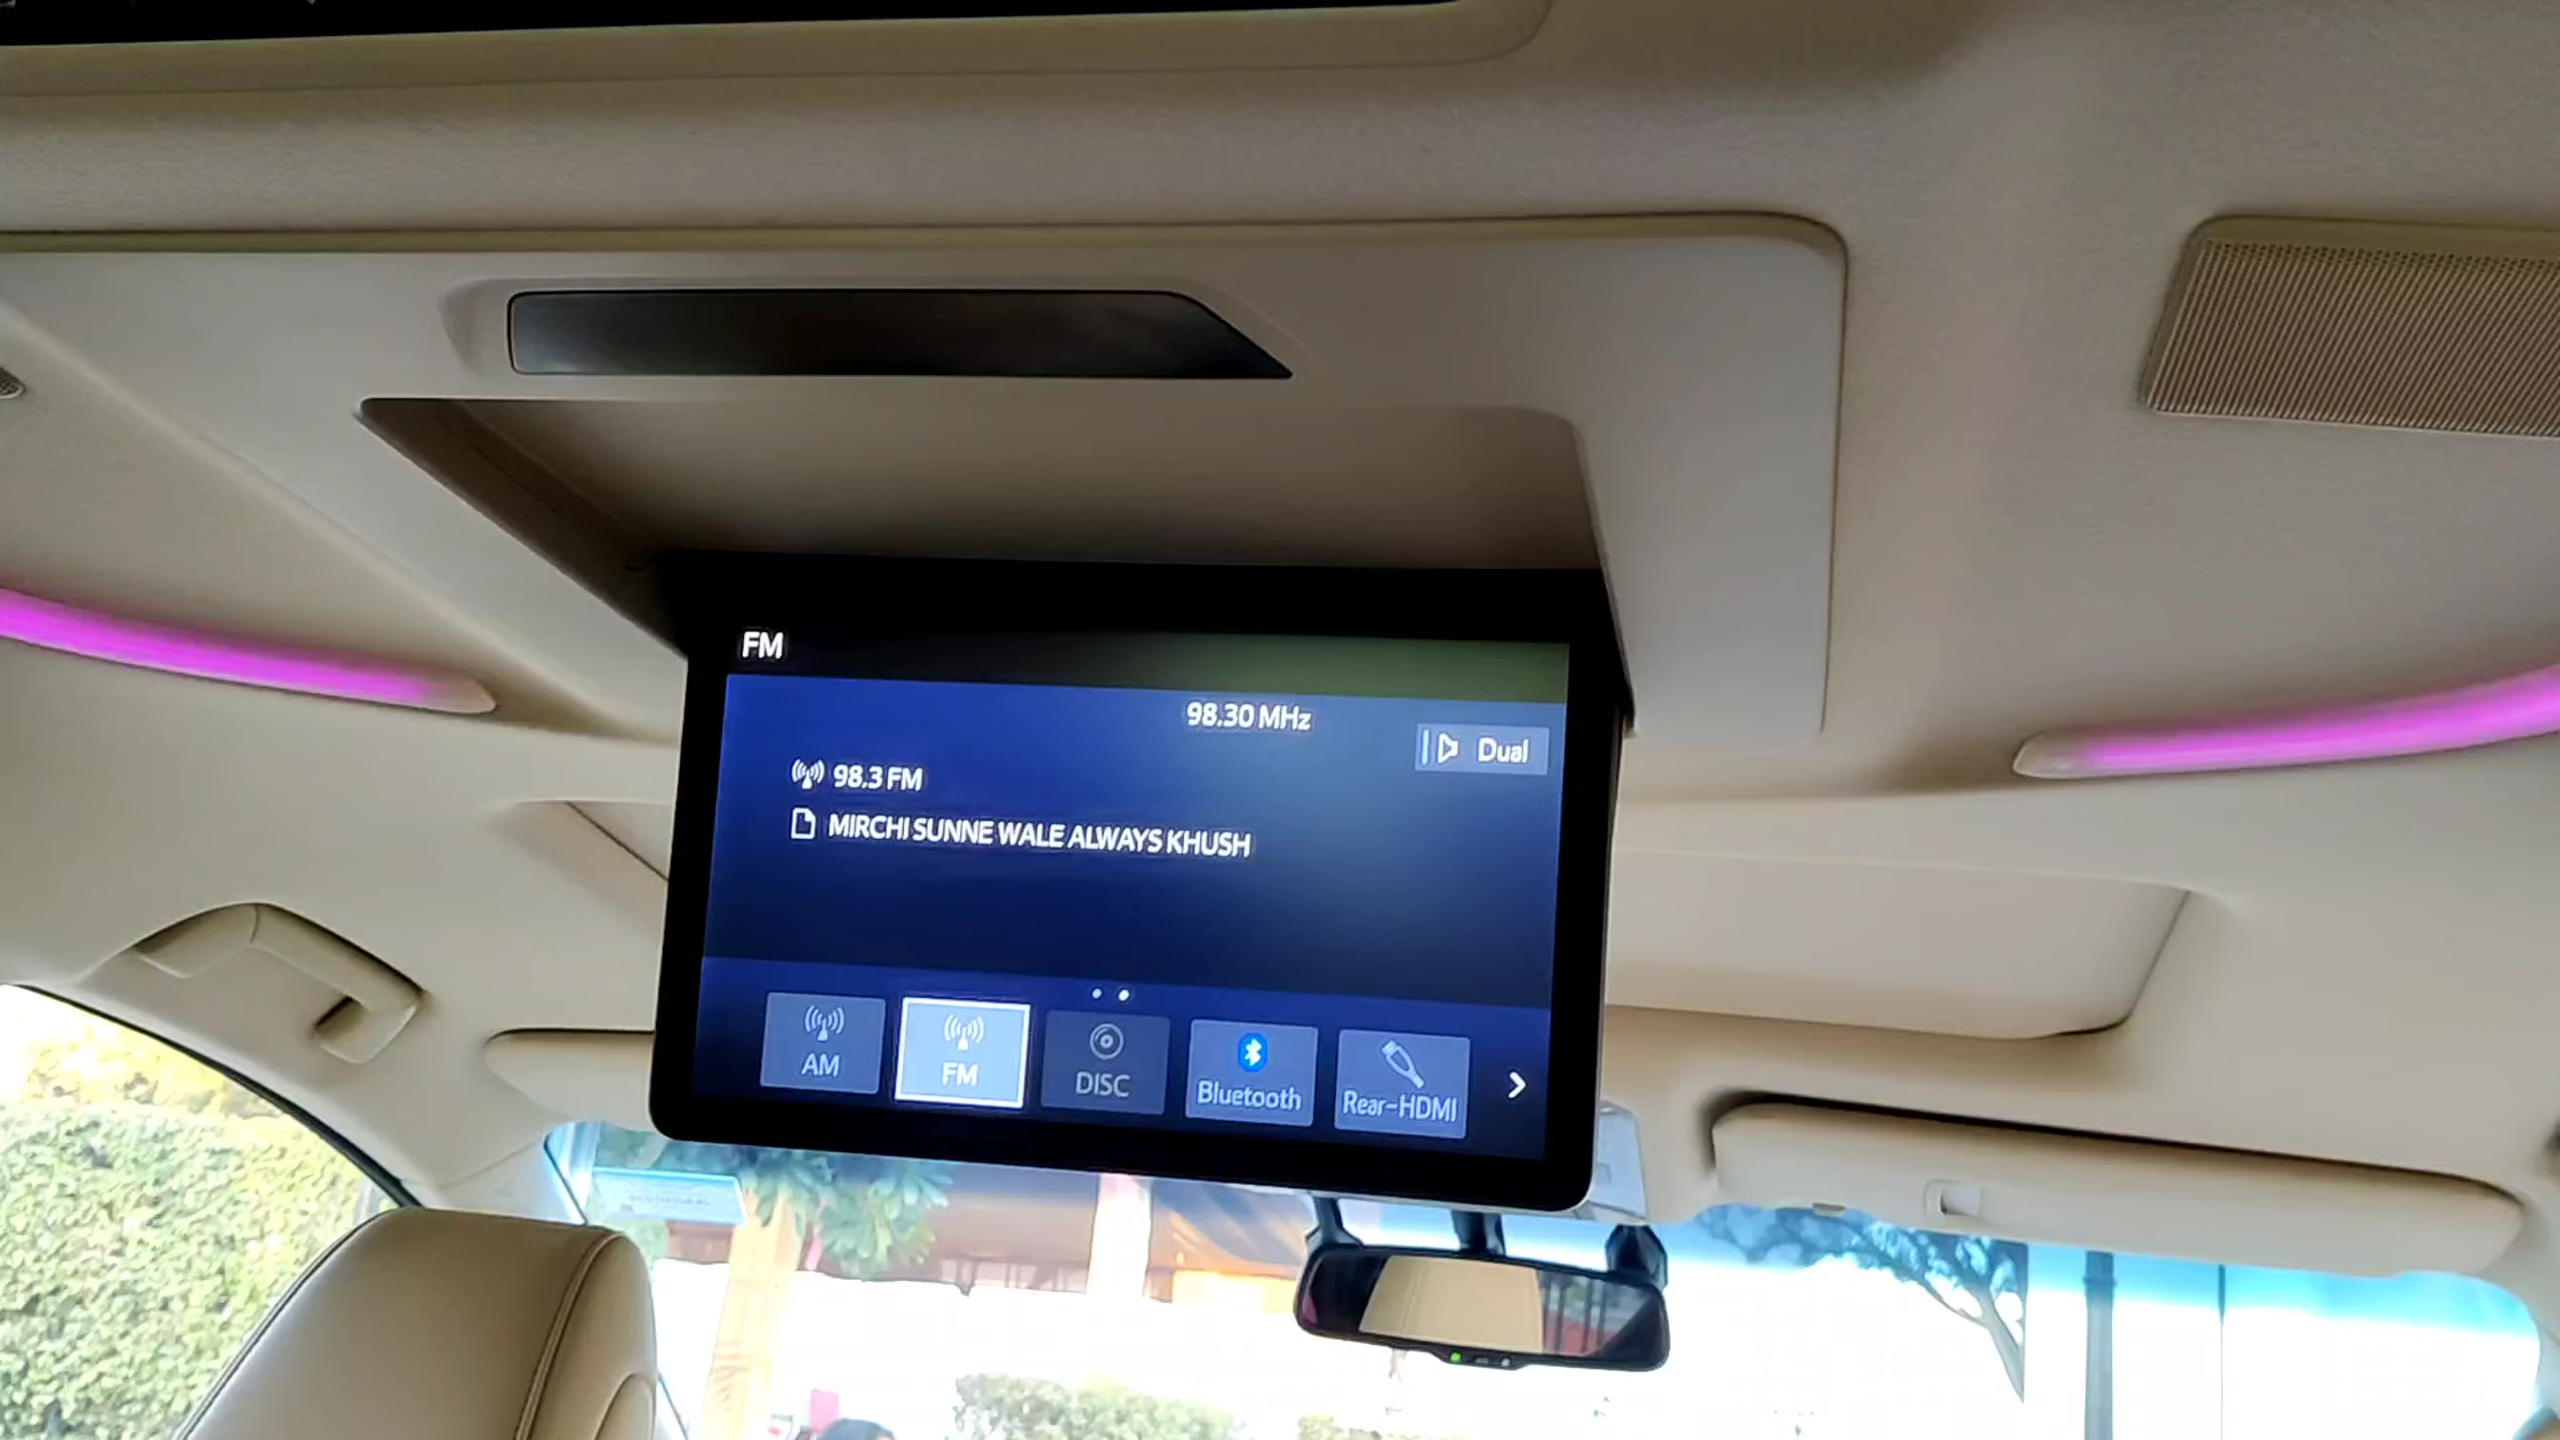 FM
98.30 MHz
Dual
98.3 FM
MIRCHI SUNNE WALE ALWAYS KHUSH
AM
FM
DISC
Bluetooth
Rear-HDMI